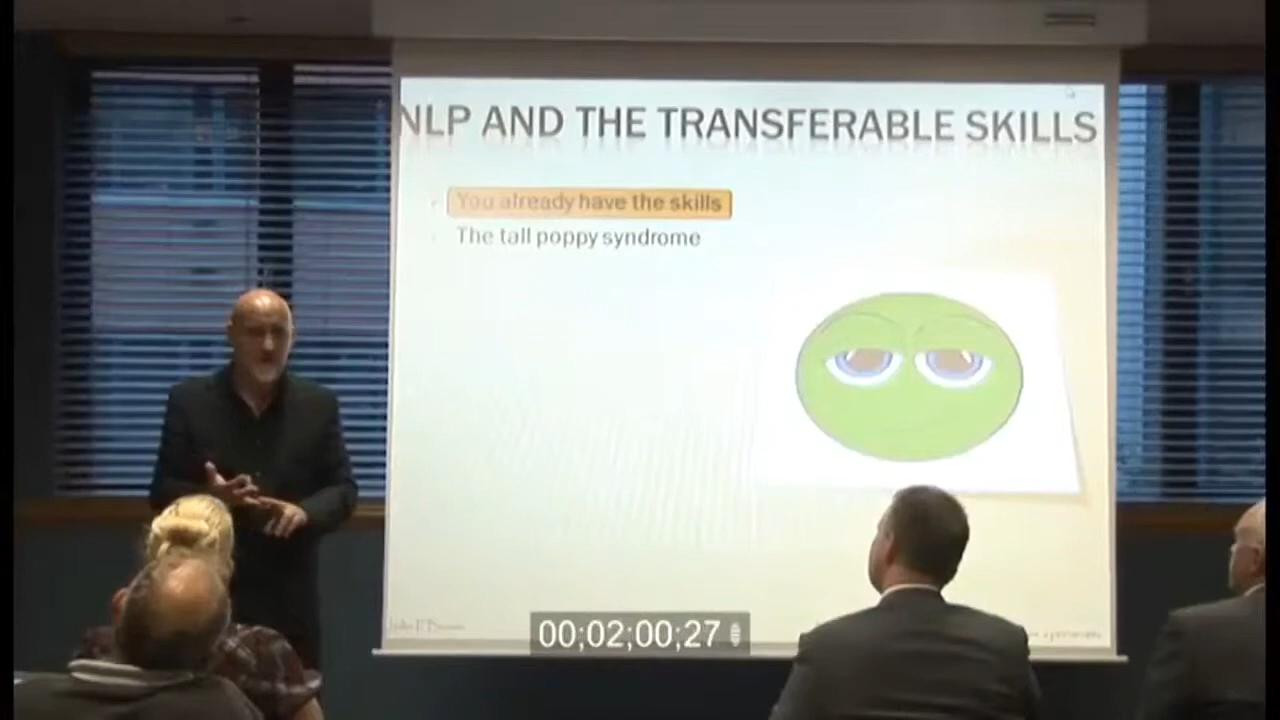 NLP AND THE TRANSFERABLE SKILLS
You already have the skills
The tall poppy syndrome
00;02;00;27